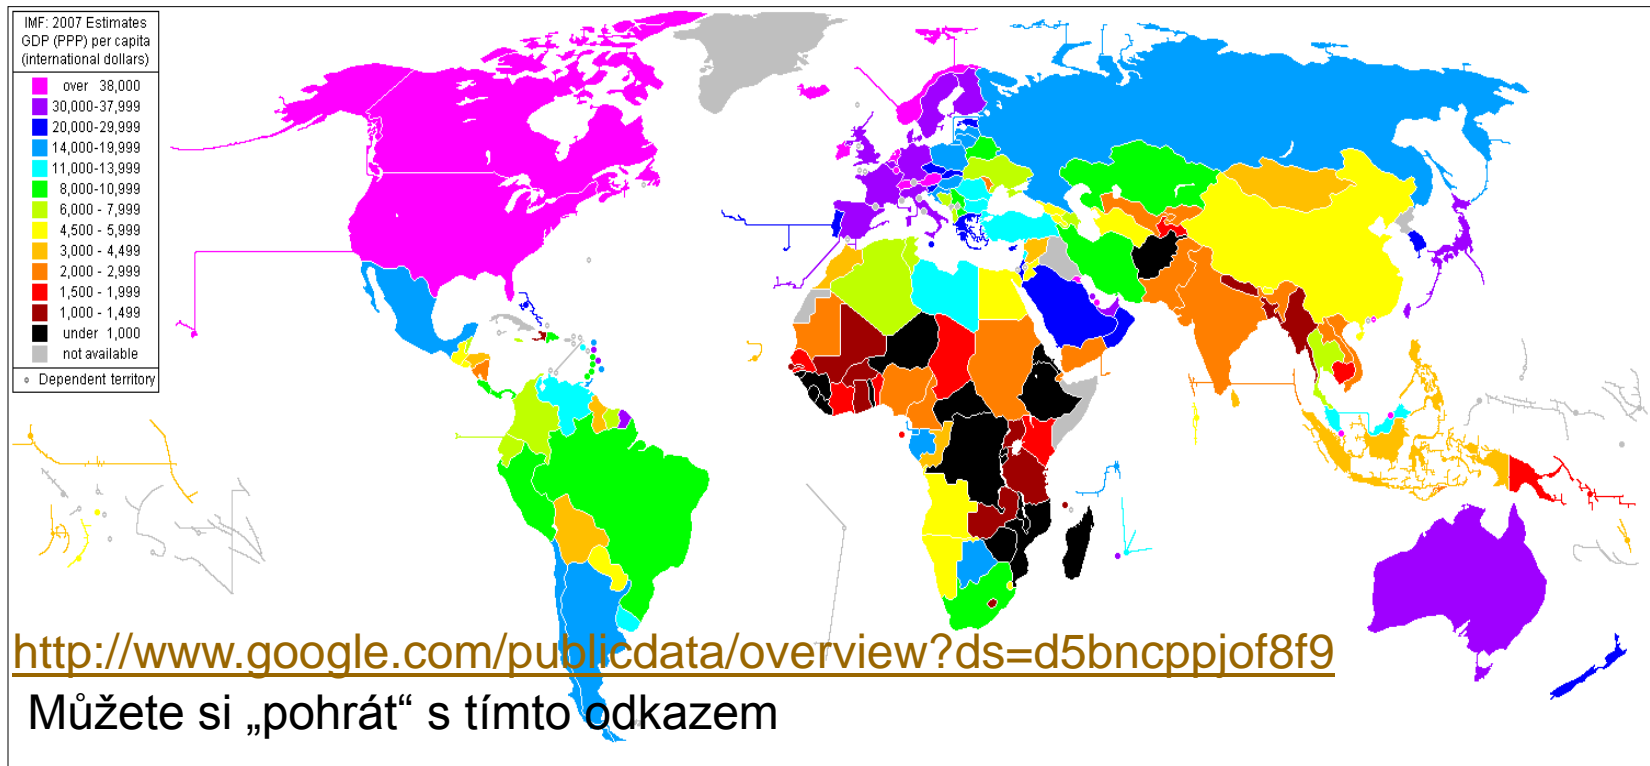 IMF: 2007 Estimates
GDP (PPP) per capita
(international dollars)
over 38,000
30,000-37,999
20,000-29,999
14,000-19,999
11,000-13,999
8,000-10,999
6,000 - 7,999
4,500 - 5,999
3,000 - 4,499
2,000 - 2,999
1,500 - 1,999
1,000 - 1,499
under 1,000
not available
Dependent territory
http://www.google.com/publicdata/overview?ds=d5bncppjof8f9
Můžete si „pohrát“ s tímto odkazem